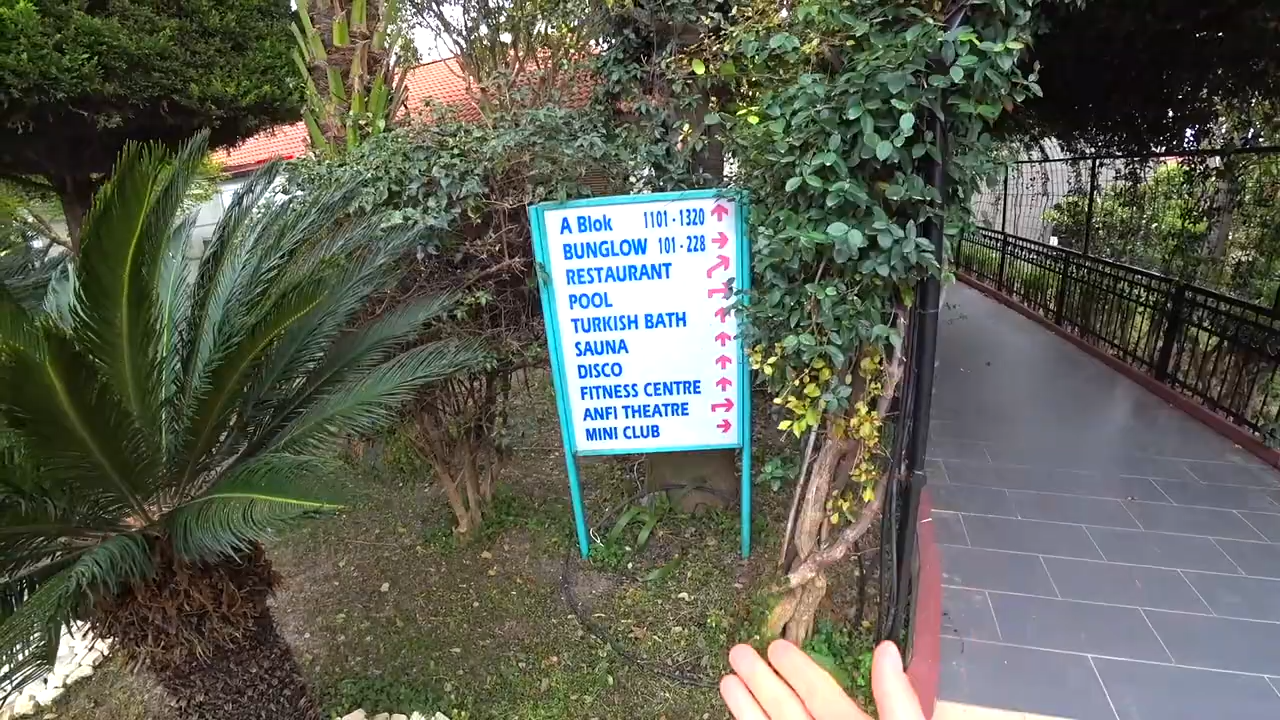 A Blok 1101 - 1320
BUNGLOW 101 - 228
RESTAURANT
POOL
TURKISH BATH
SAUNA
DISCO
FITNESS CENTRE
ANFI THEATRE
MINI CLUB